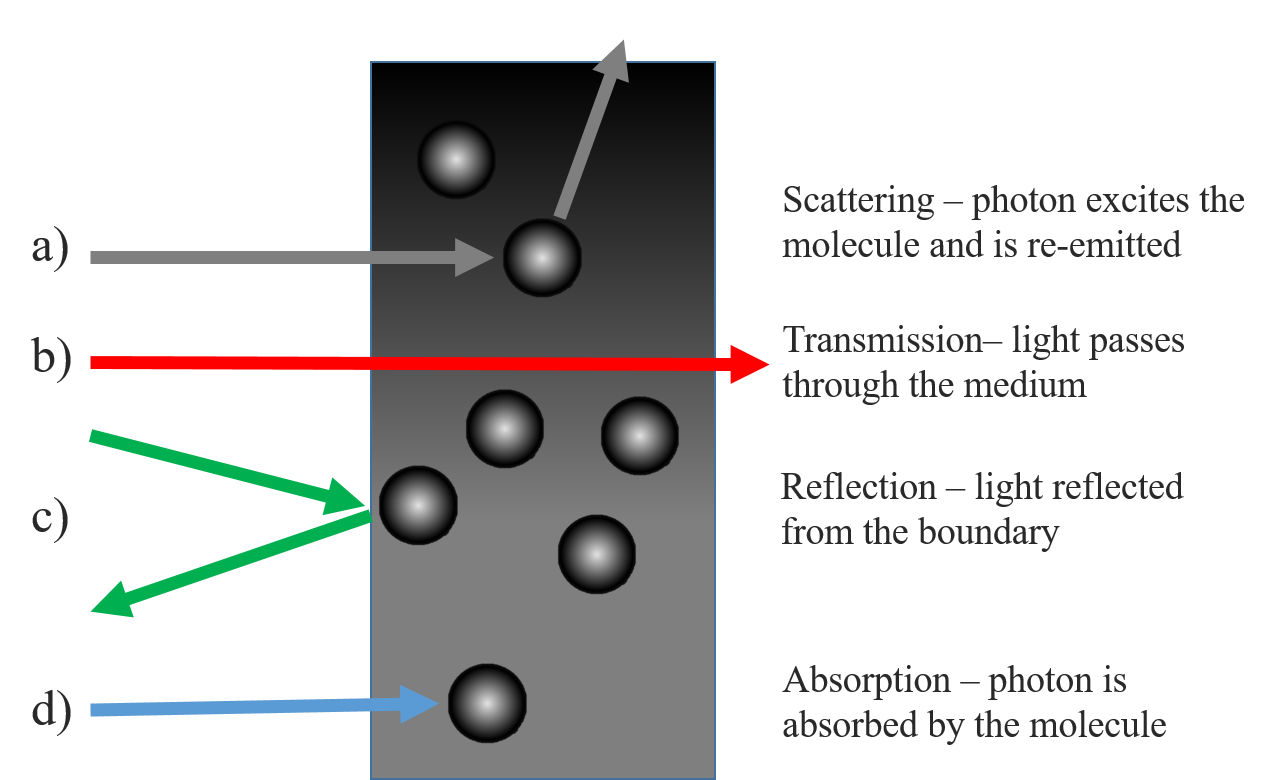 a)
Scattering – photon excites the
molecule and is re-emitted
b)
Transmission– light passes
through the medium
c)
Reflection – light reflected
from the boundary
d)
Absorption – photon is
absorbed by the molecule